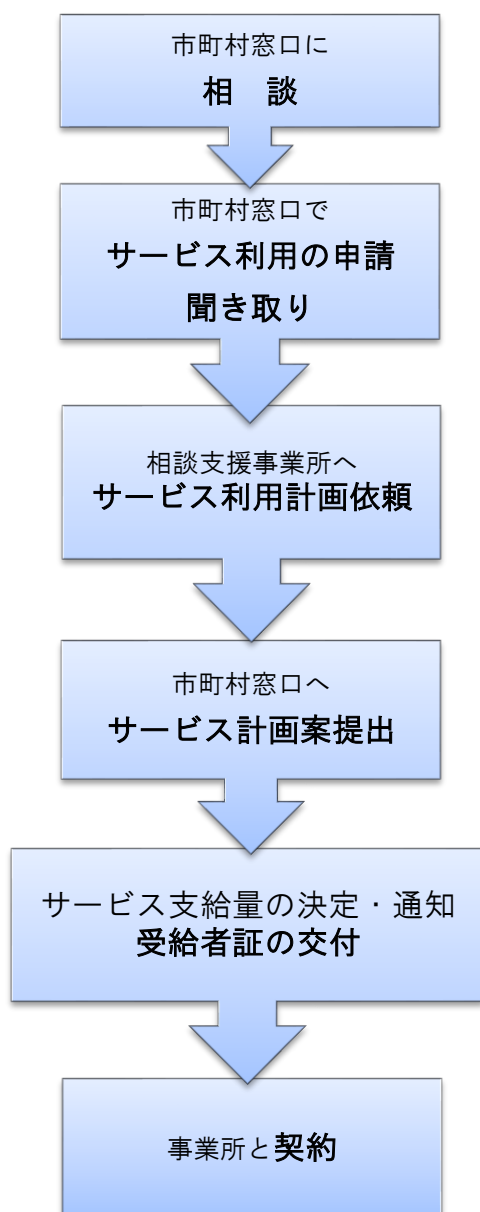 市町村窓口に
相　談
市町村窓口で
サービス利用の申請
聞き取り
相談支援事業所へ
サービス利用計画依頼
市町村窓口へ
サービス計画案提出
サービス支給量の決定・通知
受給者証の交付
事業所と契約